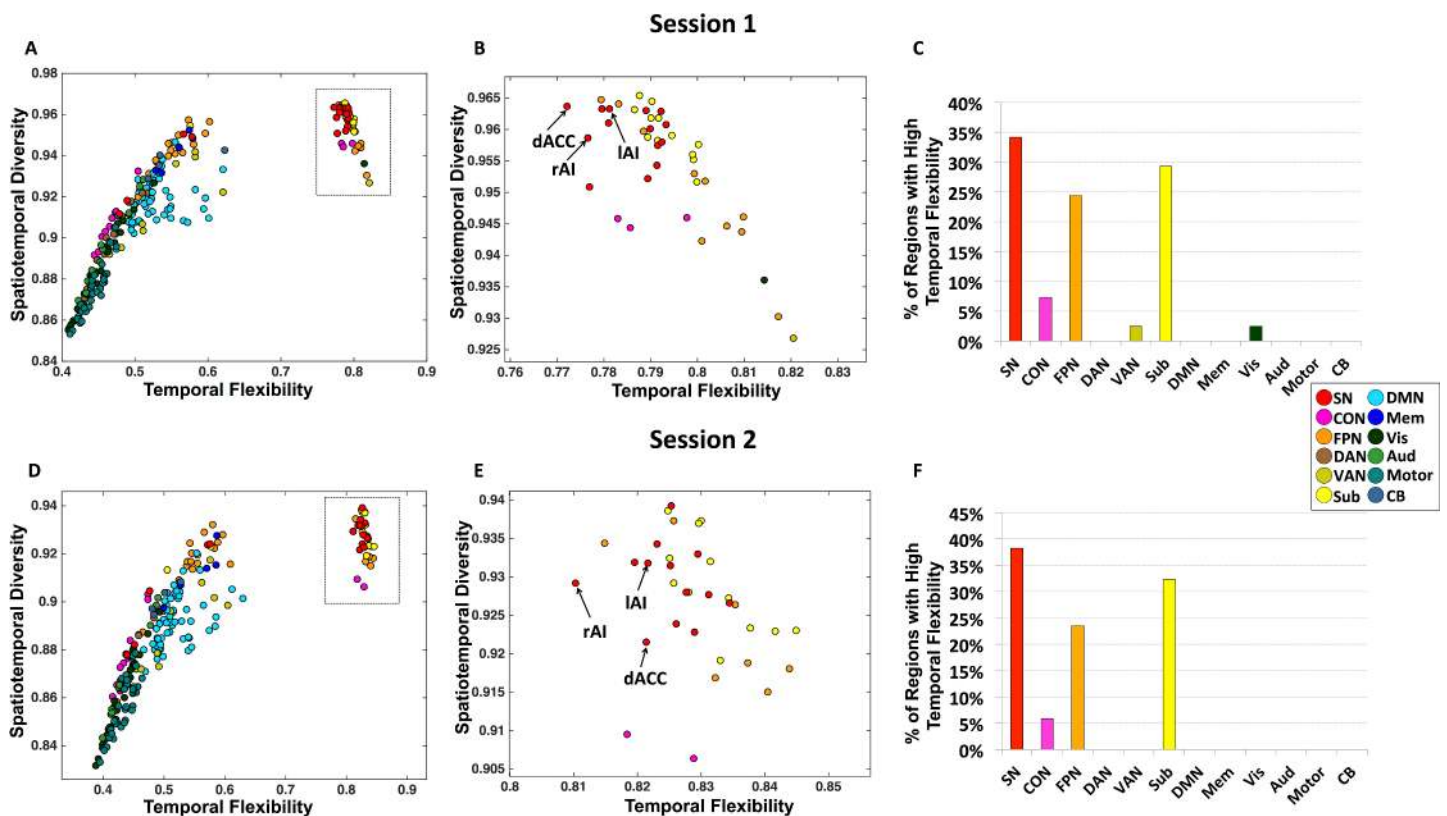 Session 1
A
B
C
Spatiotemporal Diversity
0.98
0.96
0.94
0.92
0.9
0.88
0.86
0.84
0.4 0.5 0.6 0.7 0.8 0.9
Temporal Flexibility
Spatiotemporal Diversity
0.965
0.96
0.955
0.95
0.945
0.94
0.935
0.93
0.925
dACC
rAI
lAI
0.76 0.77 0.78 0.79 0.8 0.81 0.82 0.83
Temporal Flexibility
% of Regions with High
Temporal Flexibility
40%
35%
30%
25%
20%
15%
10%
5%
0%
SN CON FPN DAN VAN Sub DMN Mem Vis Aud Motor CB
SN DMN
CON Mem
FPN Vis
DAN Aud
VAN Motor
Sub CB
Session 2
D
E
F
Spatiotemporal Diversity
0.94
0.92
0.9
0.88
0.86
0.84
0.4 0.5 0.6 0.7 0.8 0.9
Temporal Flexibility
Spatiotemporal Diversity
0.94
0.935
0.93
0.925
0.92
0.915
0.91
0.905
lAI
rAI
dACC
0.8 0.81 0.82 0.83 0.84 0.85
Temporal Flexibility
% of Regions with High
Temporal Flexibility
45%
40%
35%
30%
25%
20%
15%
10%
5%
0%
SN CON FPN DAN VAN Sub DMN Mem Vis Aud Motor CB